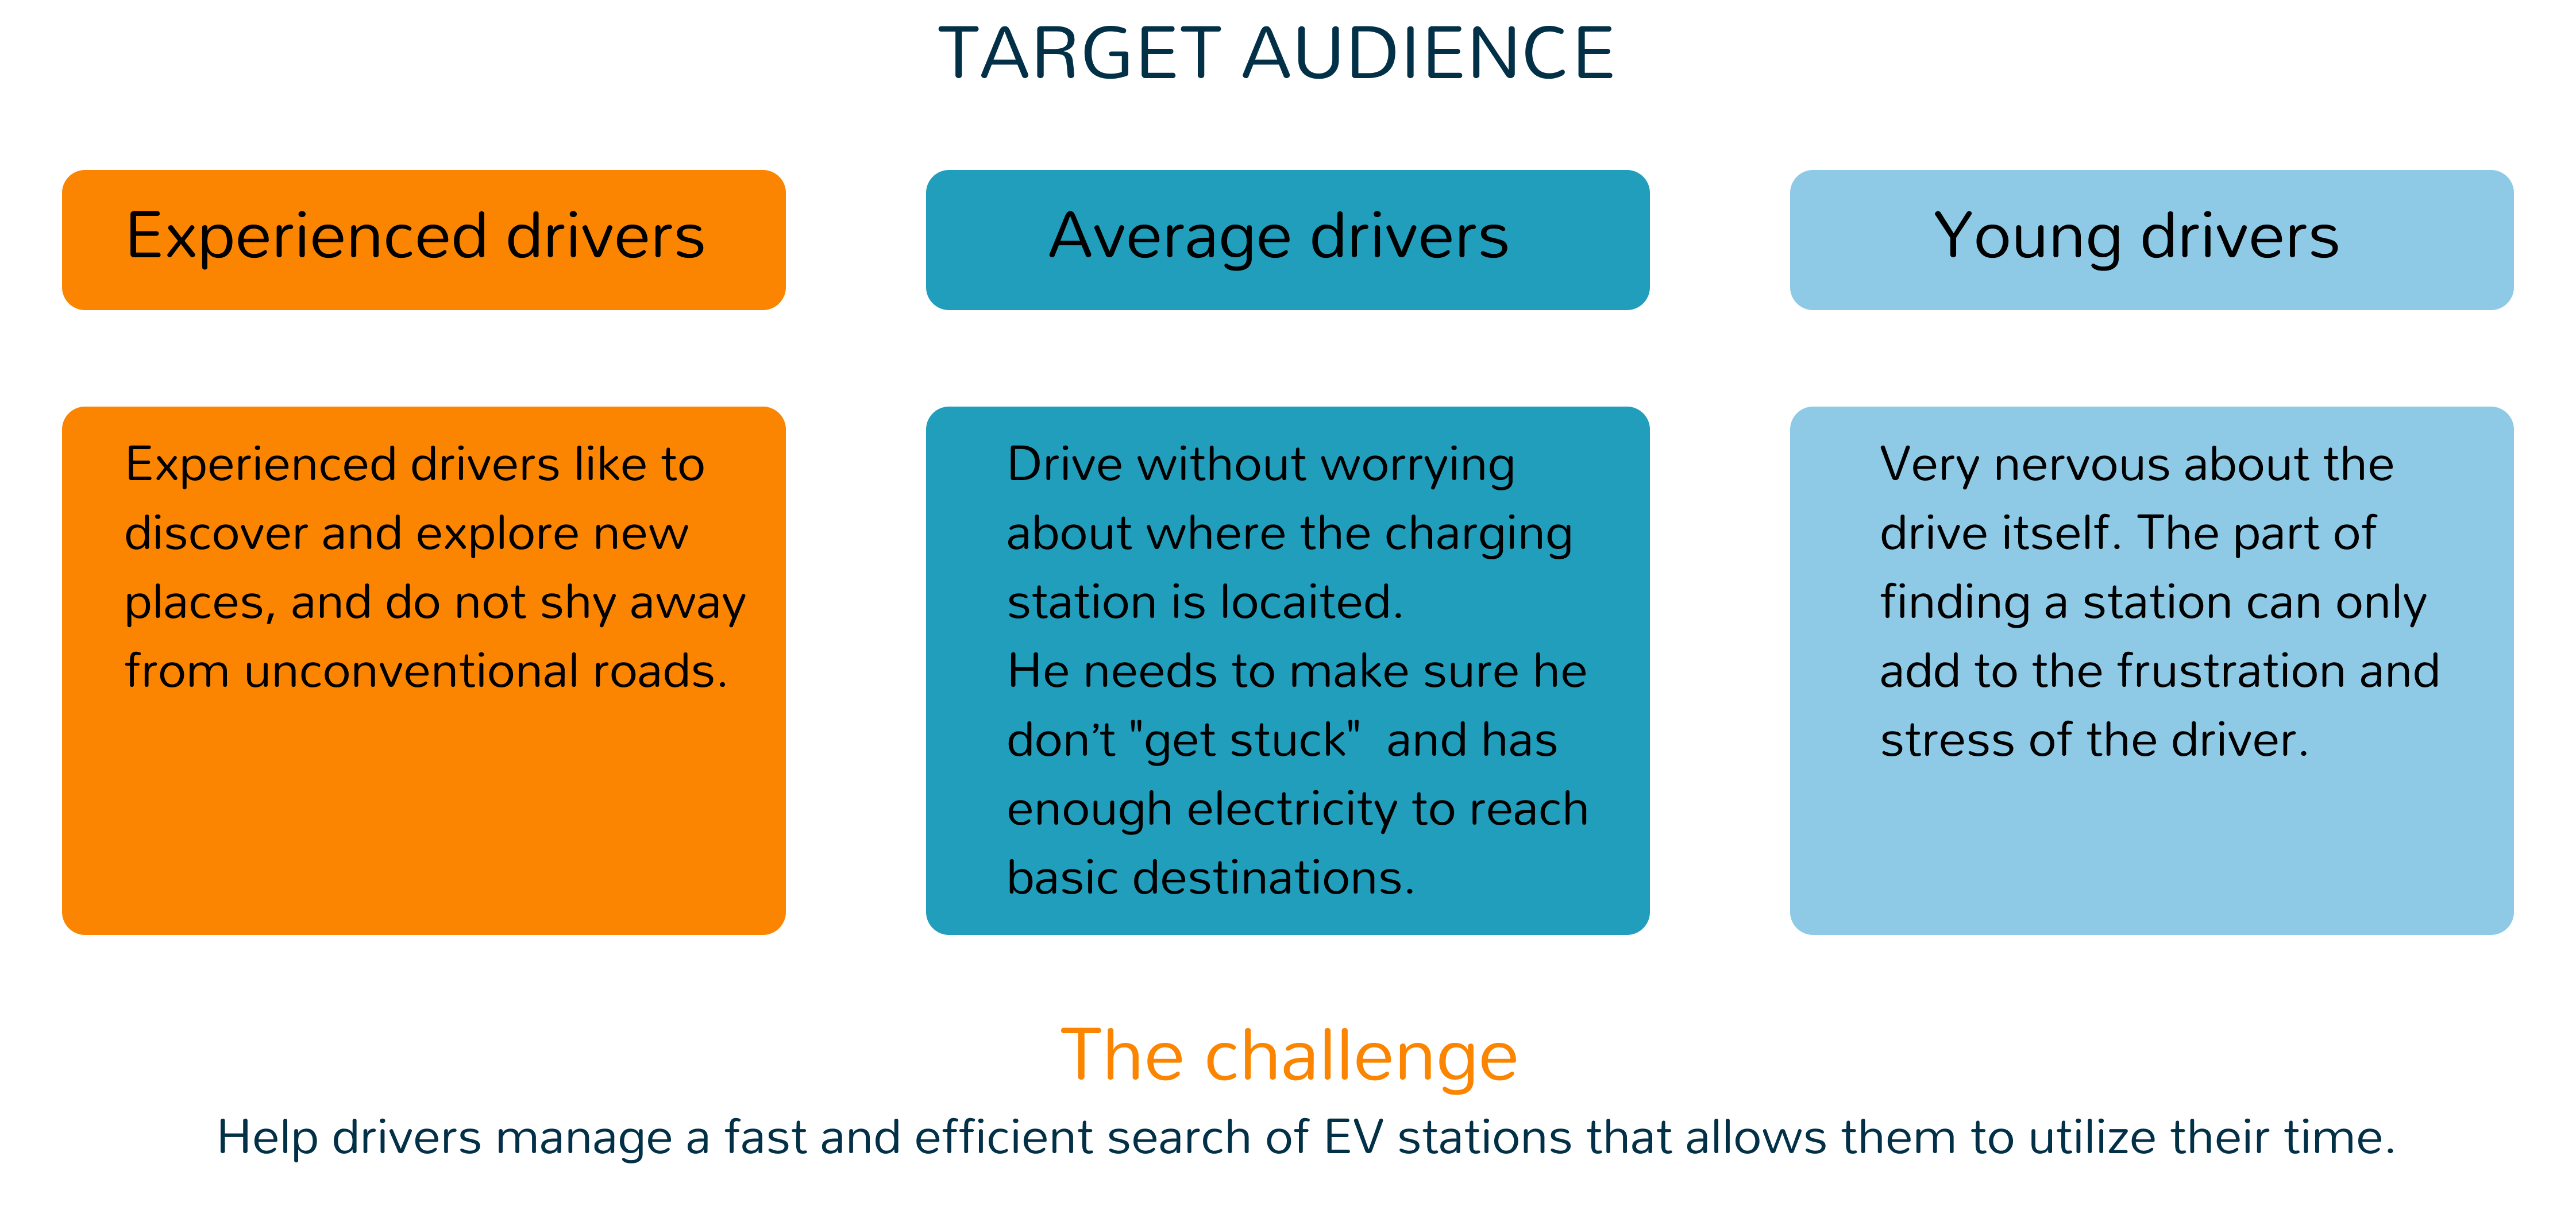 TARGET AUDIENCE
Experienced drivers
Experienced drivers like to
discover and explore new
places, and do not shy away
from unconventional roads.
Average drivers
Drive without worrying
about where the charging
station is locaited.
He needs to make sure he
don’t "get stuck"  and has
enough electricity to reach
basic destinations.
Young drivers
Very nervous about the
drive itself. The part of
finding a station can only
add to the frustration and
stress of the driver.
The challenge
Help drivers manage a fast and efficient search of EV stations that allows them to utilize their time.